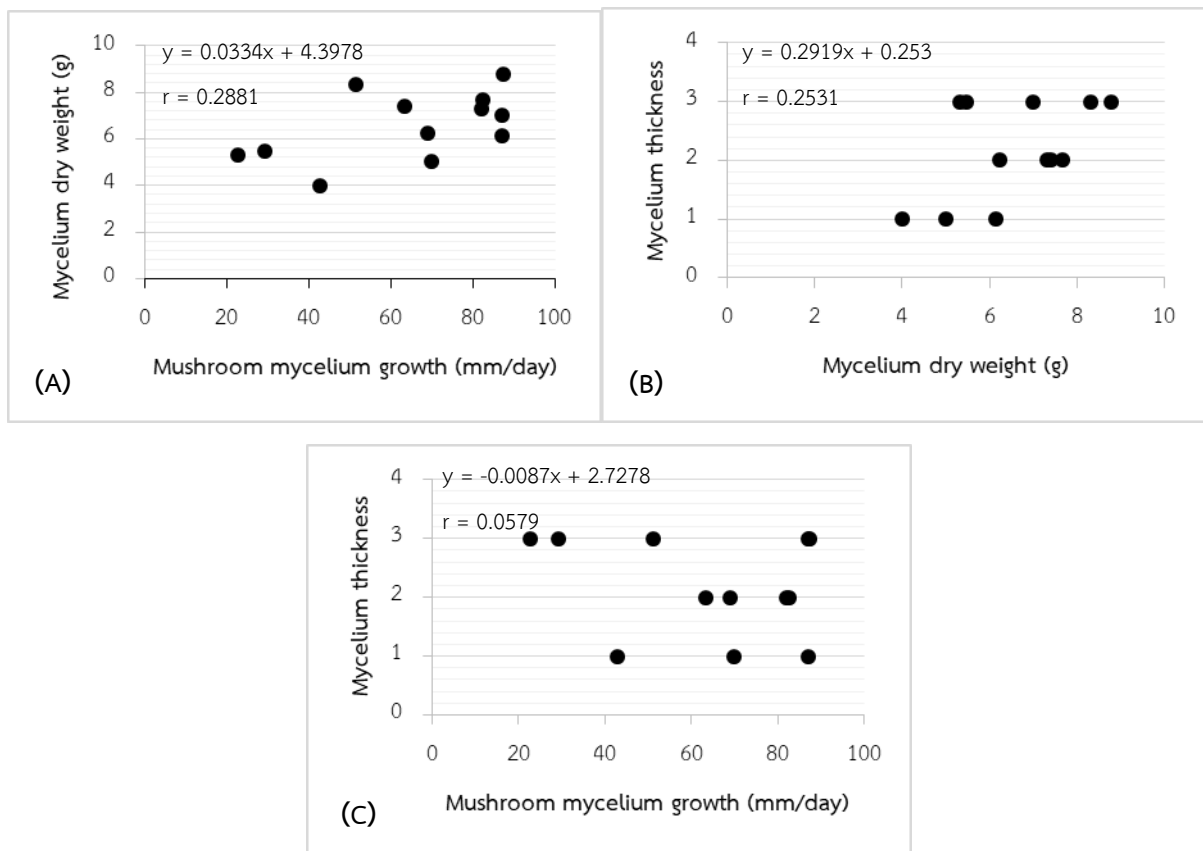 y = 0.0334x + 4.3978
r = 0.2881
Mycelium dry weight (g)
10
8
6
4
2
0
0 20 40 60 80 100
Mushroom mycelium growth (mm/day)
(A)
y = 0.2919x + 0.253
r = 0.2531
Mycelium thickness
4
3
2
1
0
0 2 4 6 8 10
Mycelium dry weight (g)
(B)
y = -0.0087x + 2.7278
r = 0.0579
Mycelium thickness
4
3
2
1
0
0 20 40 60 80 100
Mushroom mycelium growth (mm/day)
(C)